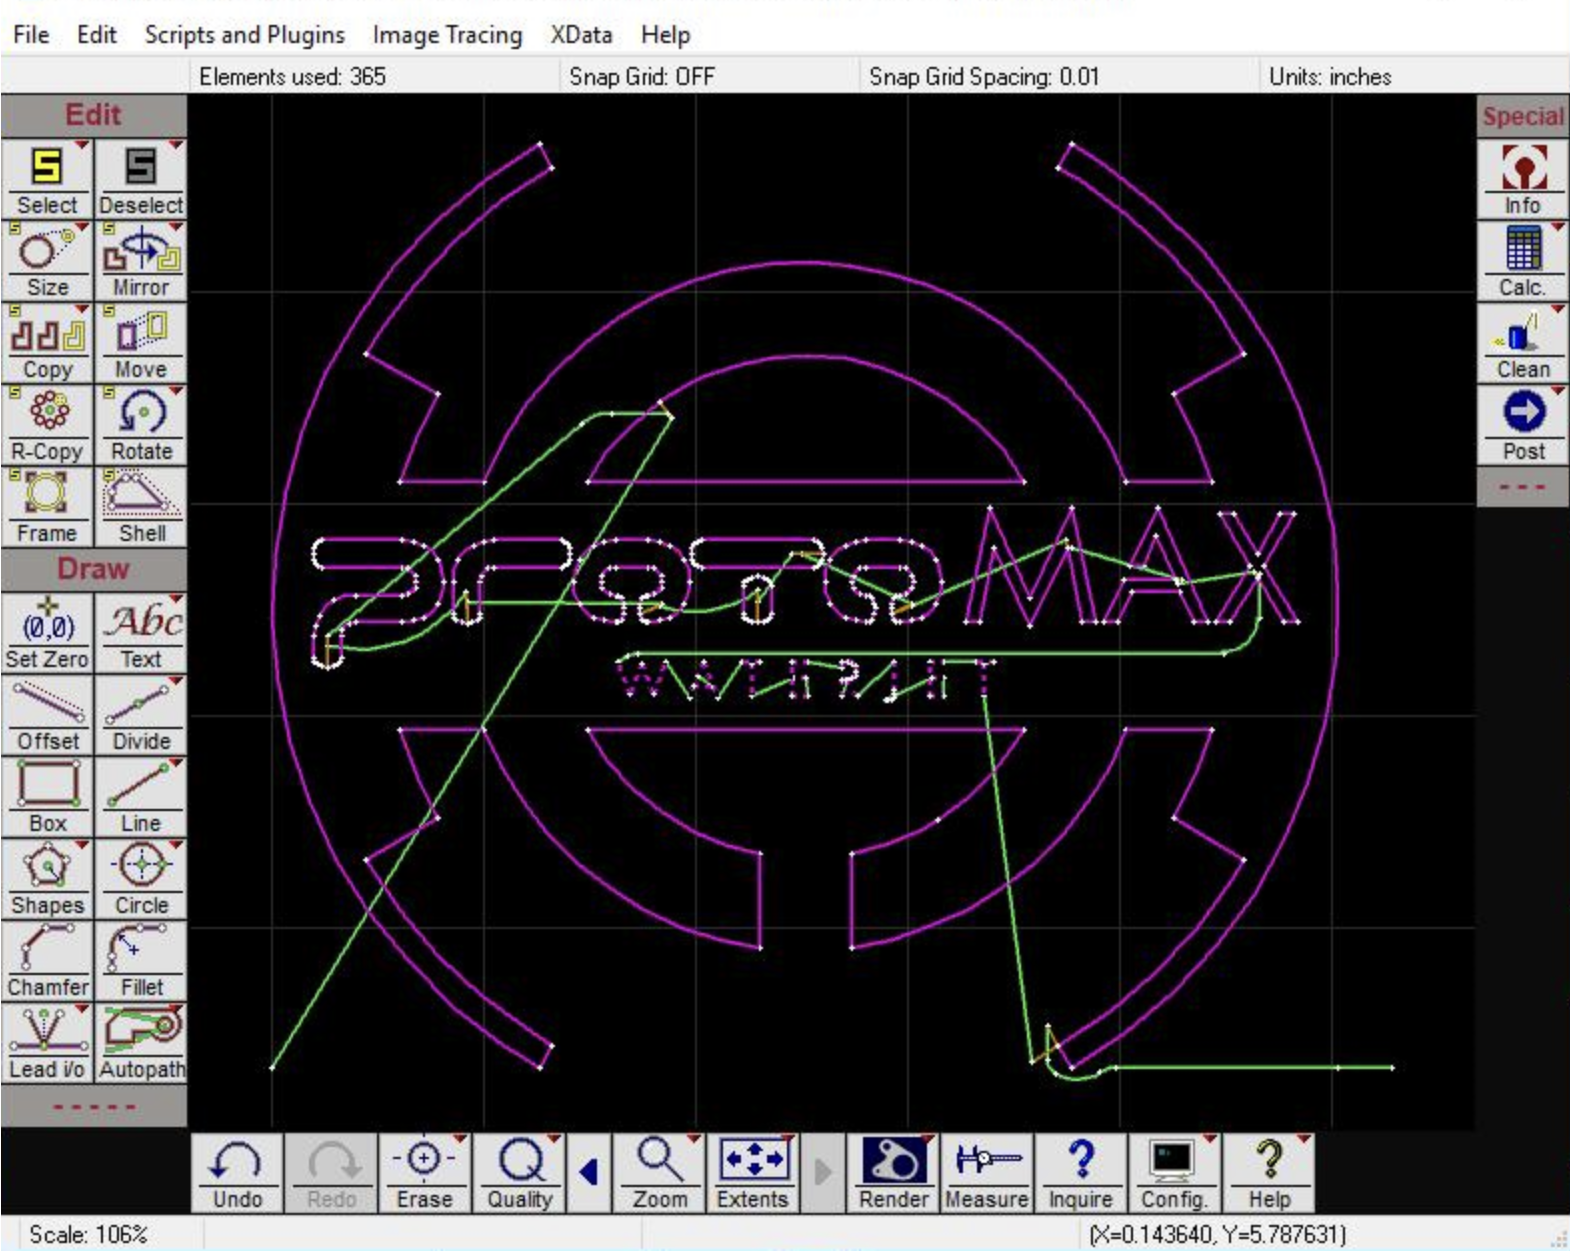 File Edit Scripts and Plugins Image Tracing XData Help
Elements used: 365 Snap Grid: OFF Snap Grid Spacing: 0.01 Units: inches
Edit
Special
Select Deselect
Info
Size Mirror
Calc.
Copy Move
Clean
R-Copy Rotate
Post
Frame Shell
Draw
PROTOMAX
(0,0) Abc
Set Zero Text
WATERJET
Offset Divide
Box Line
Shapes Circle
Chamfer Fillet
Lead i/o Autopath
Undo Redo Erase Quality Zoom Extents Render Measure Inquire Config. Help
Scale: 106% (X=0.143640, Y=5.787631)